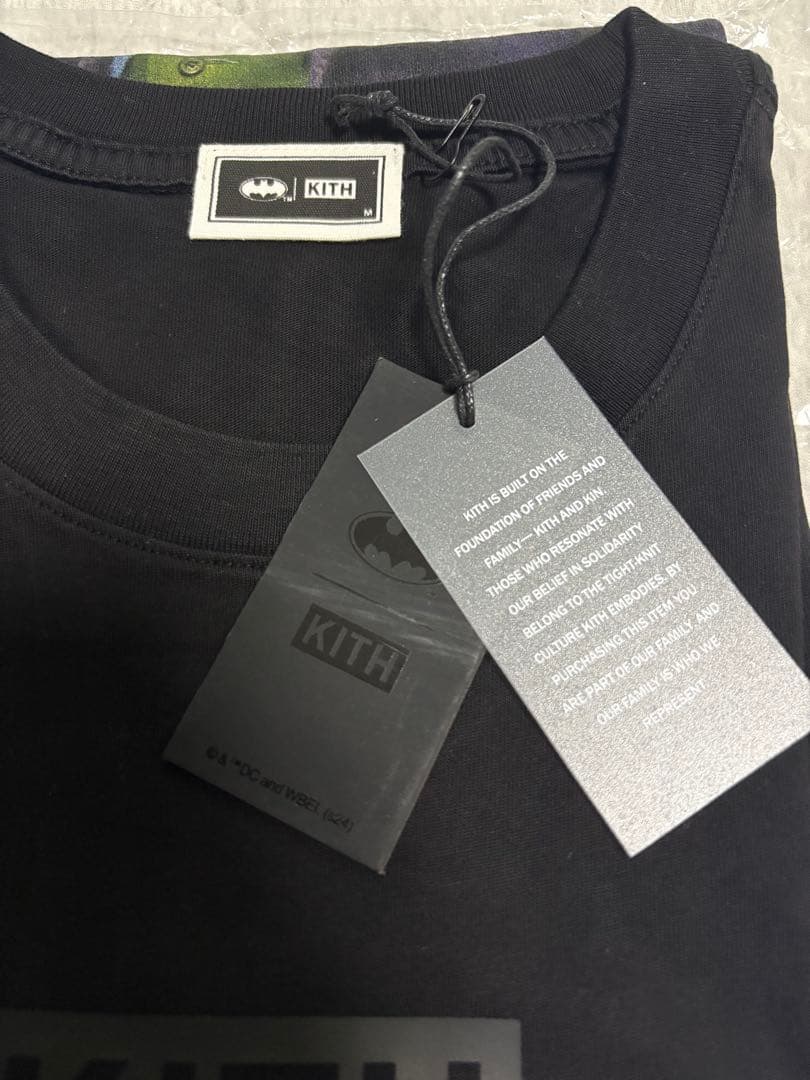 KITH
M
KITH IS BUILT ON THE
FOUNDATION OF FRIENDS AND
FAMILY— KITH AND KIN.
THOSE WHO RESONATE WITH
OUR BELIEF IN SOLIDARITY
BELONG TO THE TIGHT-KNIT
CULTURE KITH EMBODIES. BY
PURCHASING THIS ITEM YOU
ARE PART OF OUR FAMILY, AND
OUR FAMILY IS WHO WE
REPRESENT.
KITH
© & ™DC and WBEI. (s24)
KITH